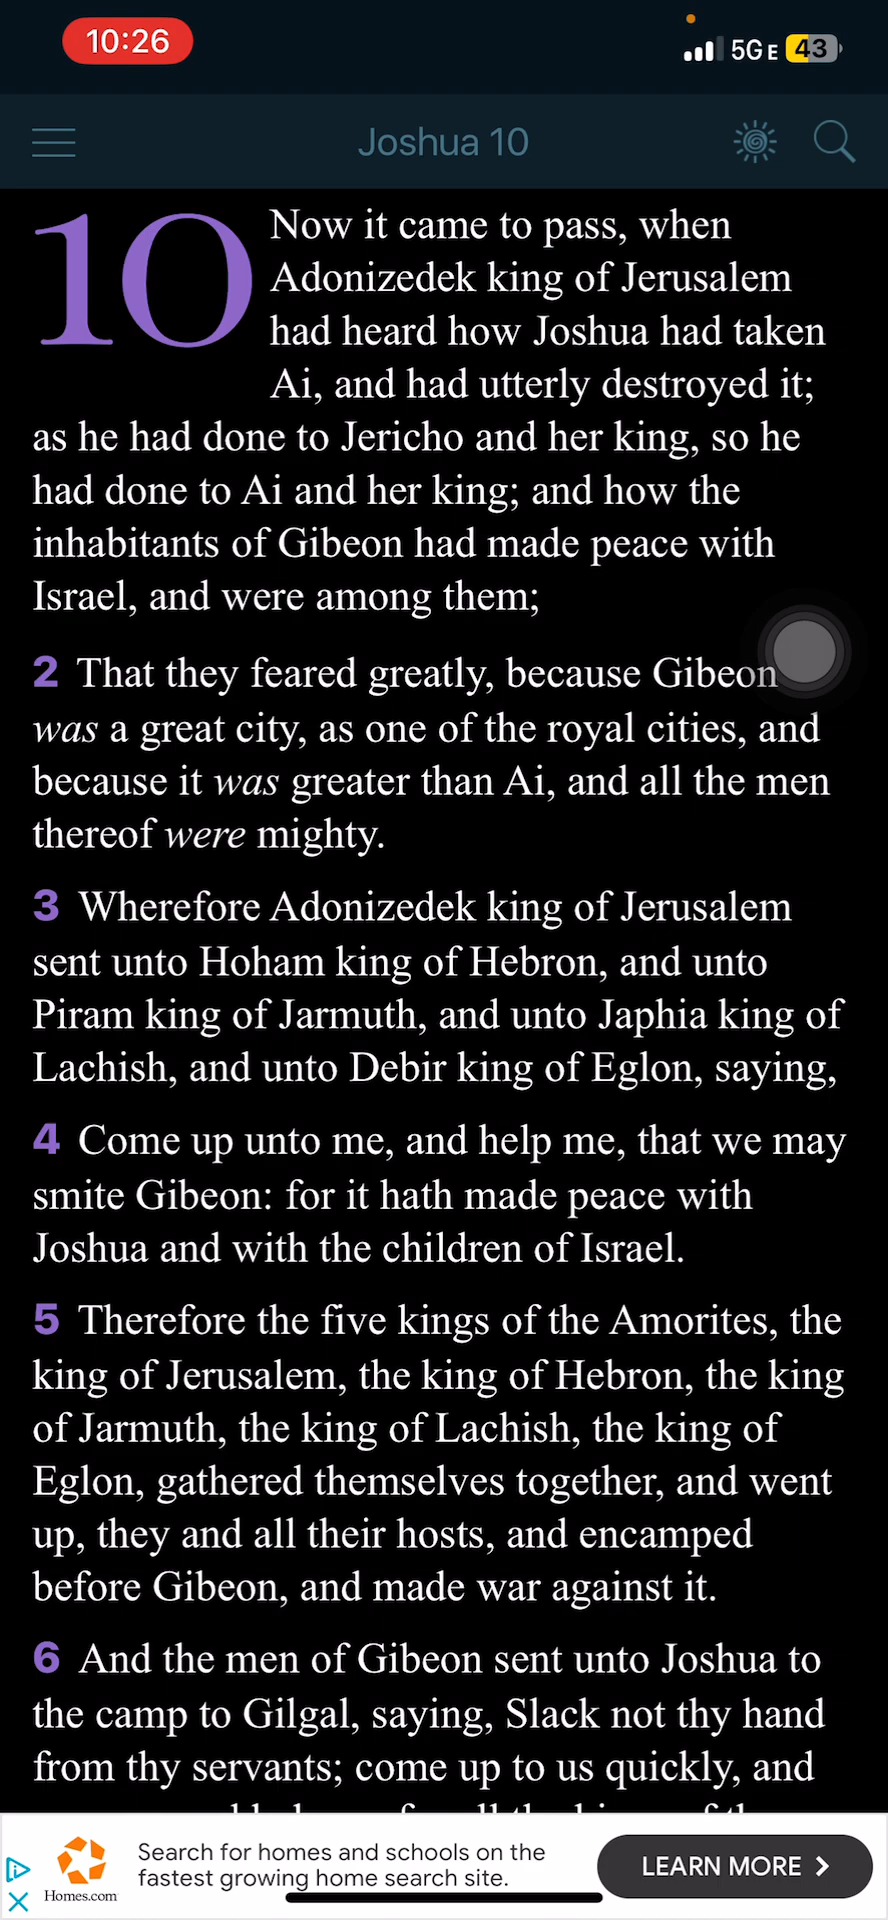 10:26
5GE 43
Joshua 10
10 Now it came to pass, when
Adonizedek king of Jerusalem
had heard how Joshua had taken
Ai, and had utterly destroyed it;
as he had done to Jericho and her king, so he
had done to Ai and her king; and how the
inhabitants of Gibeon had made peace with
Israel, and were among them;
2 That they feared greatly, because Gibeon
was a great city, as one of the royal cities, and
because it was greater than Ai, and all the men
thereof were mighty.
3 Wherefore Adonizedek king of Jerusalem
sent unto Hoham king of Hebron, and unto
Piram king of Jarmuth, and unto Japhia king of
Lachish, and unto Debir king of Eglon, saying,
4 Come up unto me, and help me, that we may
smite Gibeon: for it hath made peace with
Joshua and with the children of Israel.
5 Therefore the five kings of the Amorites, the
king of Jerusalem, the king of Hebron, the king
of Jarmuth, the king of Lachish, the king of
Eglon, gathered themselves together, and went
up, they and all their hosts, and encamped
before Gibeon, and made war against it.
6 And the men of Gibeon sent unto Joshua to
the camp to Gilgal, saying, Slack not thy hand
from thy servants; come up to us quickly, and
Search for homes and schools on the
fastest growing home search site.
Homes.com
LEARN MORE